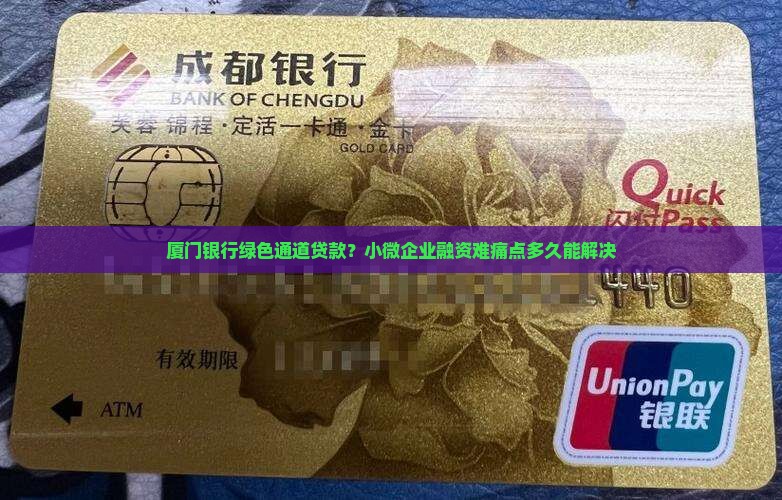 成都银行
BANK OF CHENGDU
芙蓉 锦程·定活一卡通·金卡
GOLD CARD
Quick
闪付Pass
厦门银行绿色通道贷款？小微企业融资难痛点多久能解决
1440
有效期限
ATM
UnionPay
银联